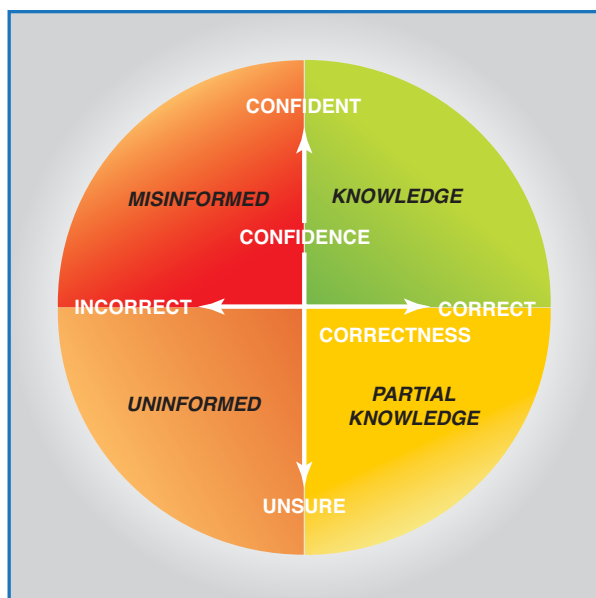 CONFIDENT
MISINFORMED
KNOWLEDGE
CONFIDENCE
INCORRECT
CORRECT
CORRECTNESS
UNINFORMED
PARTIAL
KNOWLEDGE
UNSURE